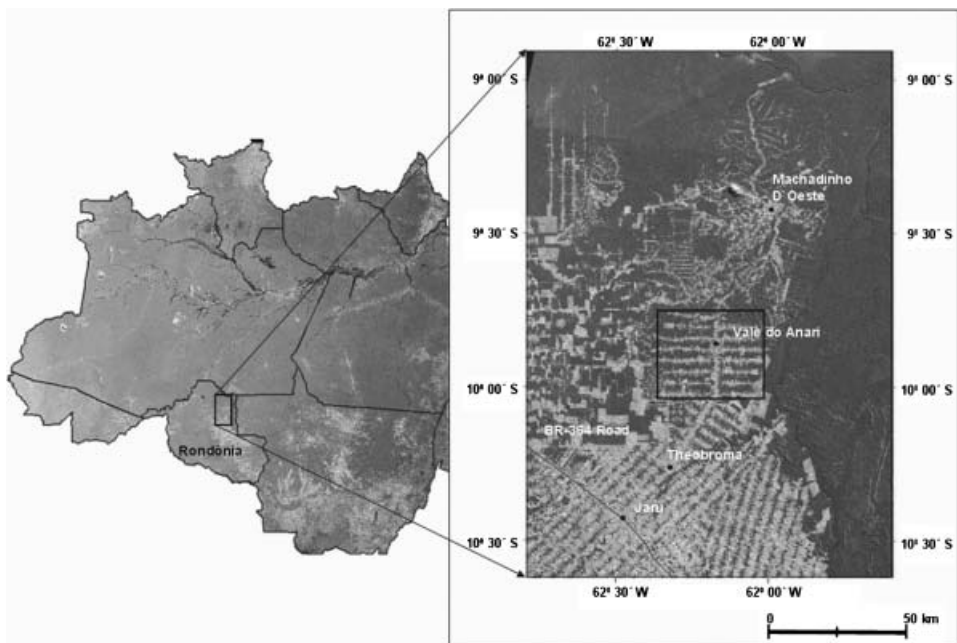 62º 30´ W
62º 00´ W
9º 00´ S
9º 00´ S
Machadinho
D´Oeste
9º 30´ S
9º 30´ S
Vale do Anari
10º 00´ S
10º 00´ S
BR-364 Road
Rondônia
Theobroma
Jaru
10º 30´ S
10º 30´ S
62º 30´ W
62º 00´ W
0
50 km